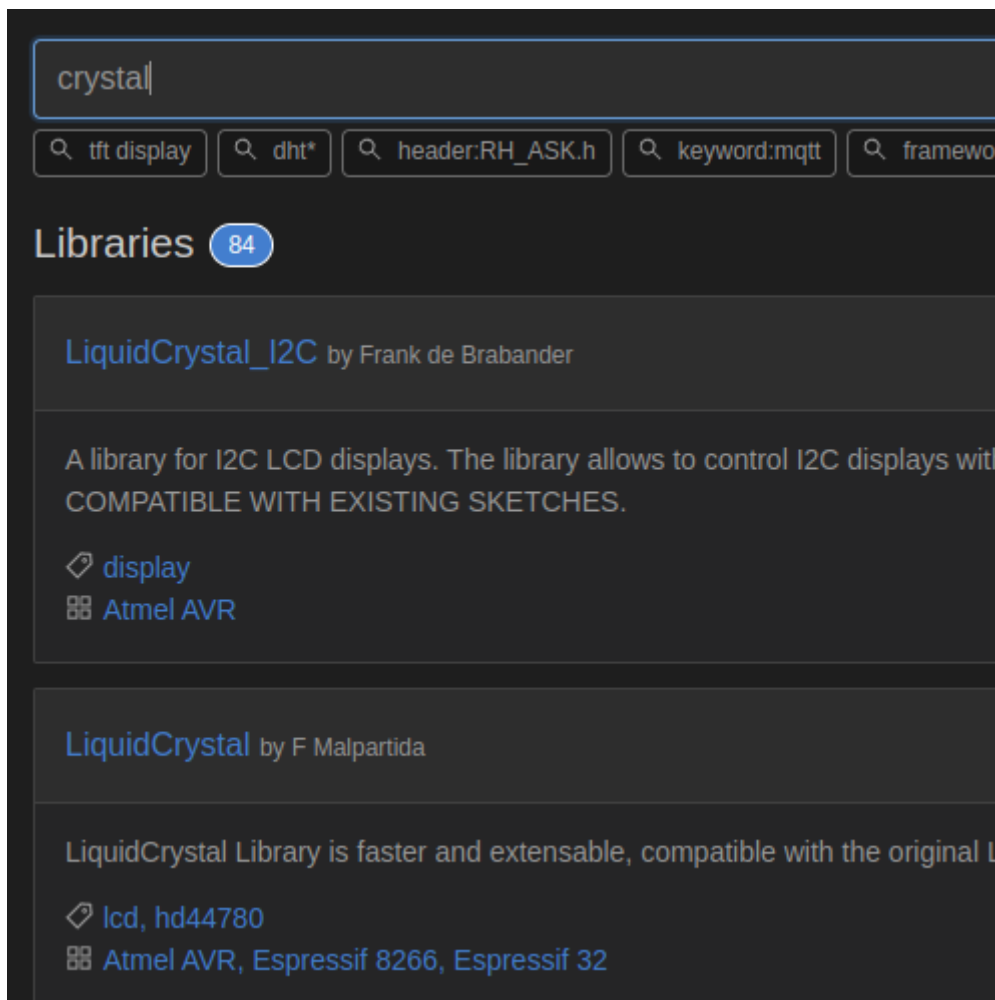 crystal
tft display dht* header:RH_ASK.h keyword:mqtt
Libraries 84
LiquidCrystal_I2C by Frank de Brabander
A library for I2C LCD displays. The library allows to control I2C displays
COMPATIBLE WITH EXISTING SKETCHES.
display
Atmel AVR
LiquidCrystal by F Malpartida
LiquidCrystal Library is faster and extensable, compatible with the original
lcd, hd44780
Atmel AVR, Espressif 8266, Espressif 32